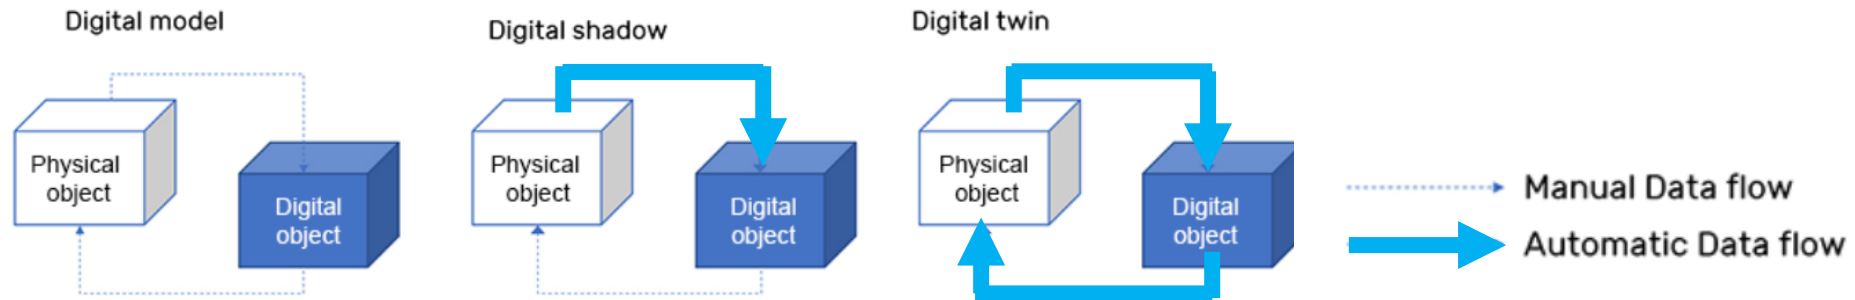 Digital model
Physical
object
Digital
object
Digital shadow
Physical
object
Digital
object
Digital twin
Physical
object
Digital
object
Manual Data flow
Automatic Data flow